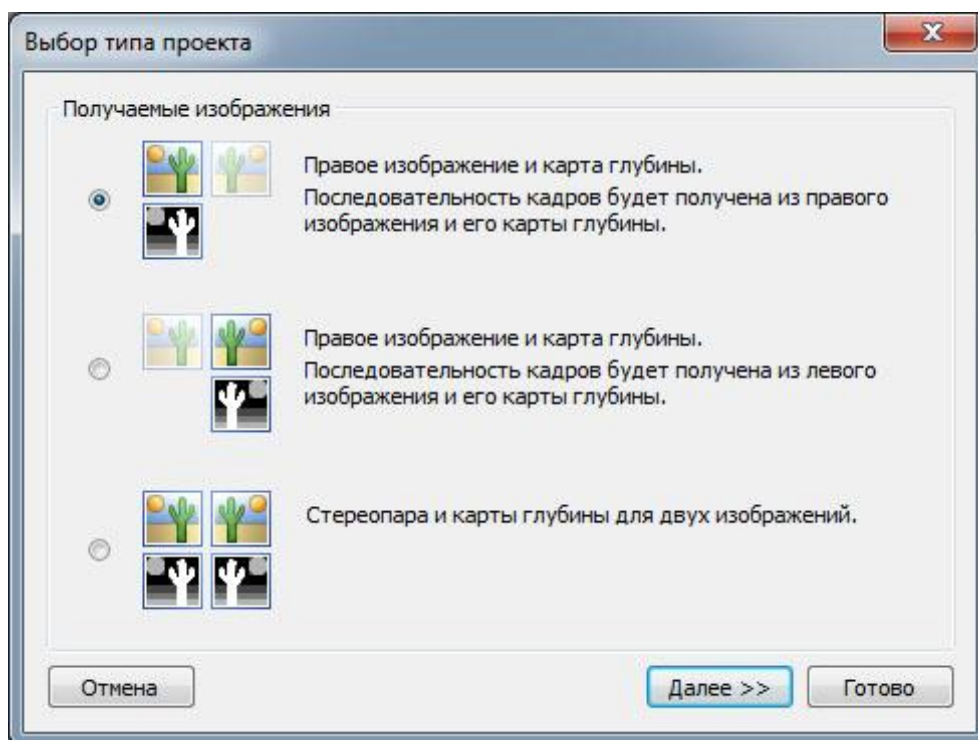 Выбор типа проекта
Получаемые изображения
Правое изображение и карта глубины.
Последовательность кадров будет получена из правого
изображения и его карты глубины.
Правое изображение и карта глубины.
Последовательность кадров будет получена из левого
изображения и его карты глубины.
Стереопара и карты глубины для двух изображений.
Отмена
Далее >>
Готово